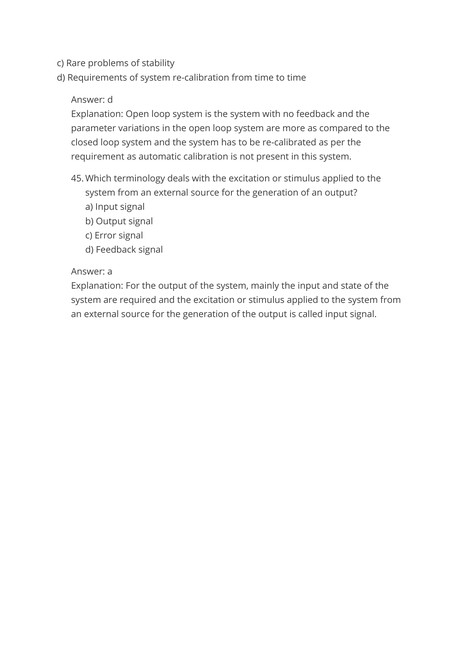 c) Rare problems of stability
d) Requirements of system re-calibration from time to time
Answer: d
Explanation: Open loop system is the system with no feedback and the
parameter variations in the open loop system are more as compared to the
closed loop system and the system has to be re-calibrated as per the
requirement as automatic calibration is not present in this system.
45. Which terminology deals with the excitation or stimulus applied to the
system from an external source for the generation of an output?
a) Input signal
b) Output signal
c) Error signal
d) Feedback signal
Answer: a
Explanation: For the output of the system, mainly the input and state of the
system are required and the excitation or stimulus applied to the system from
an external source for the generation of the output is called input signal.